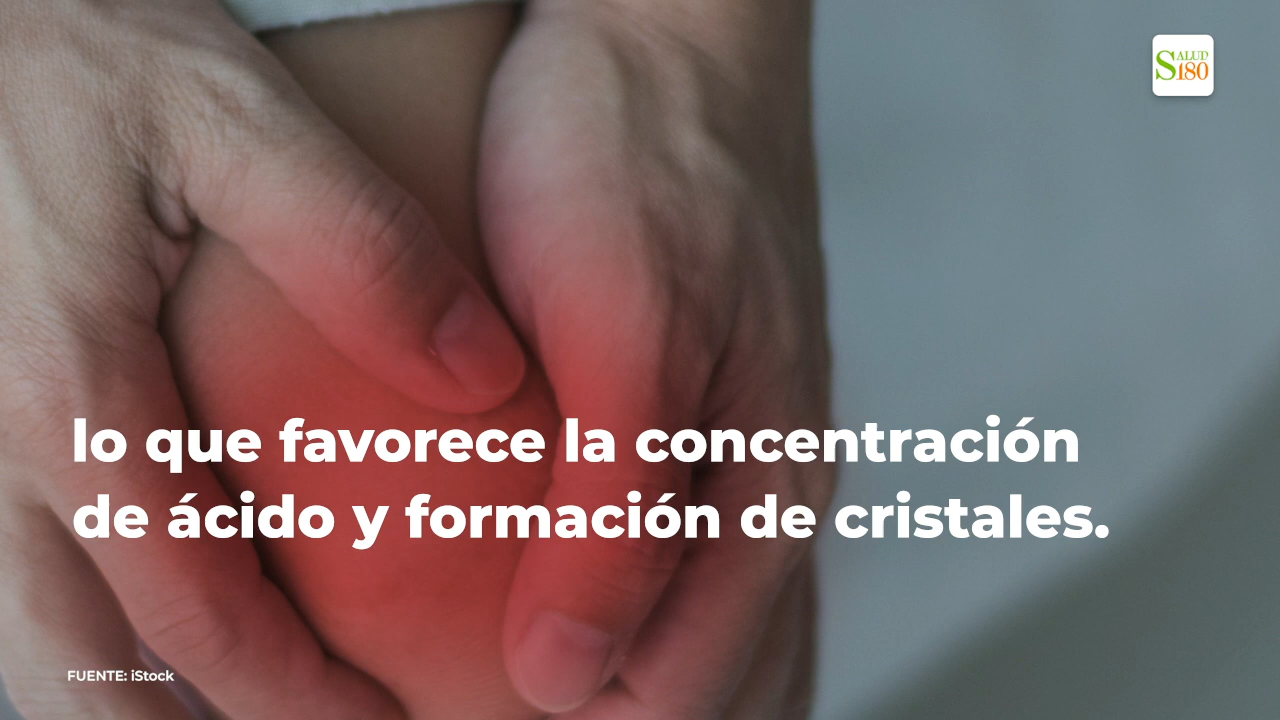 SALUD
180
lo que favorece la concentración
de ácido y formación de cristales.
FUENTE: iStock